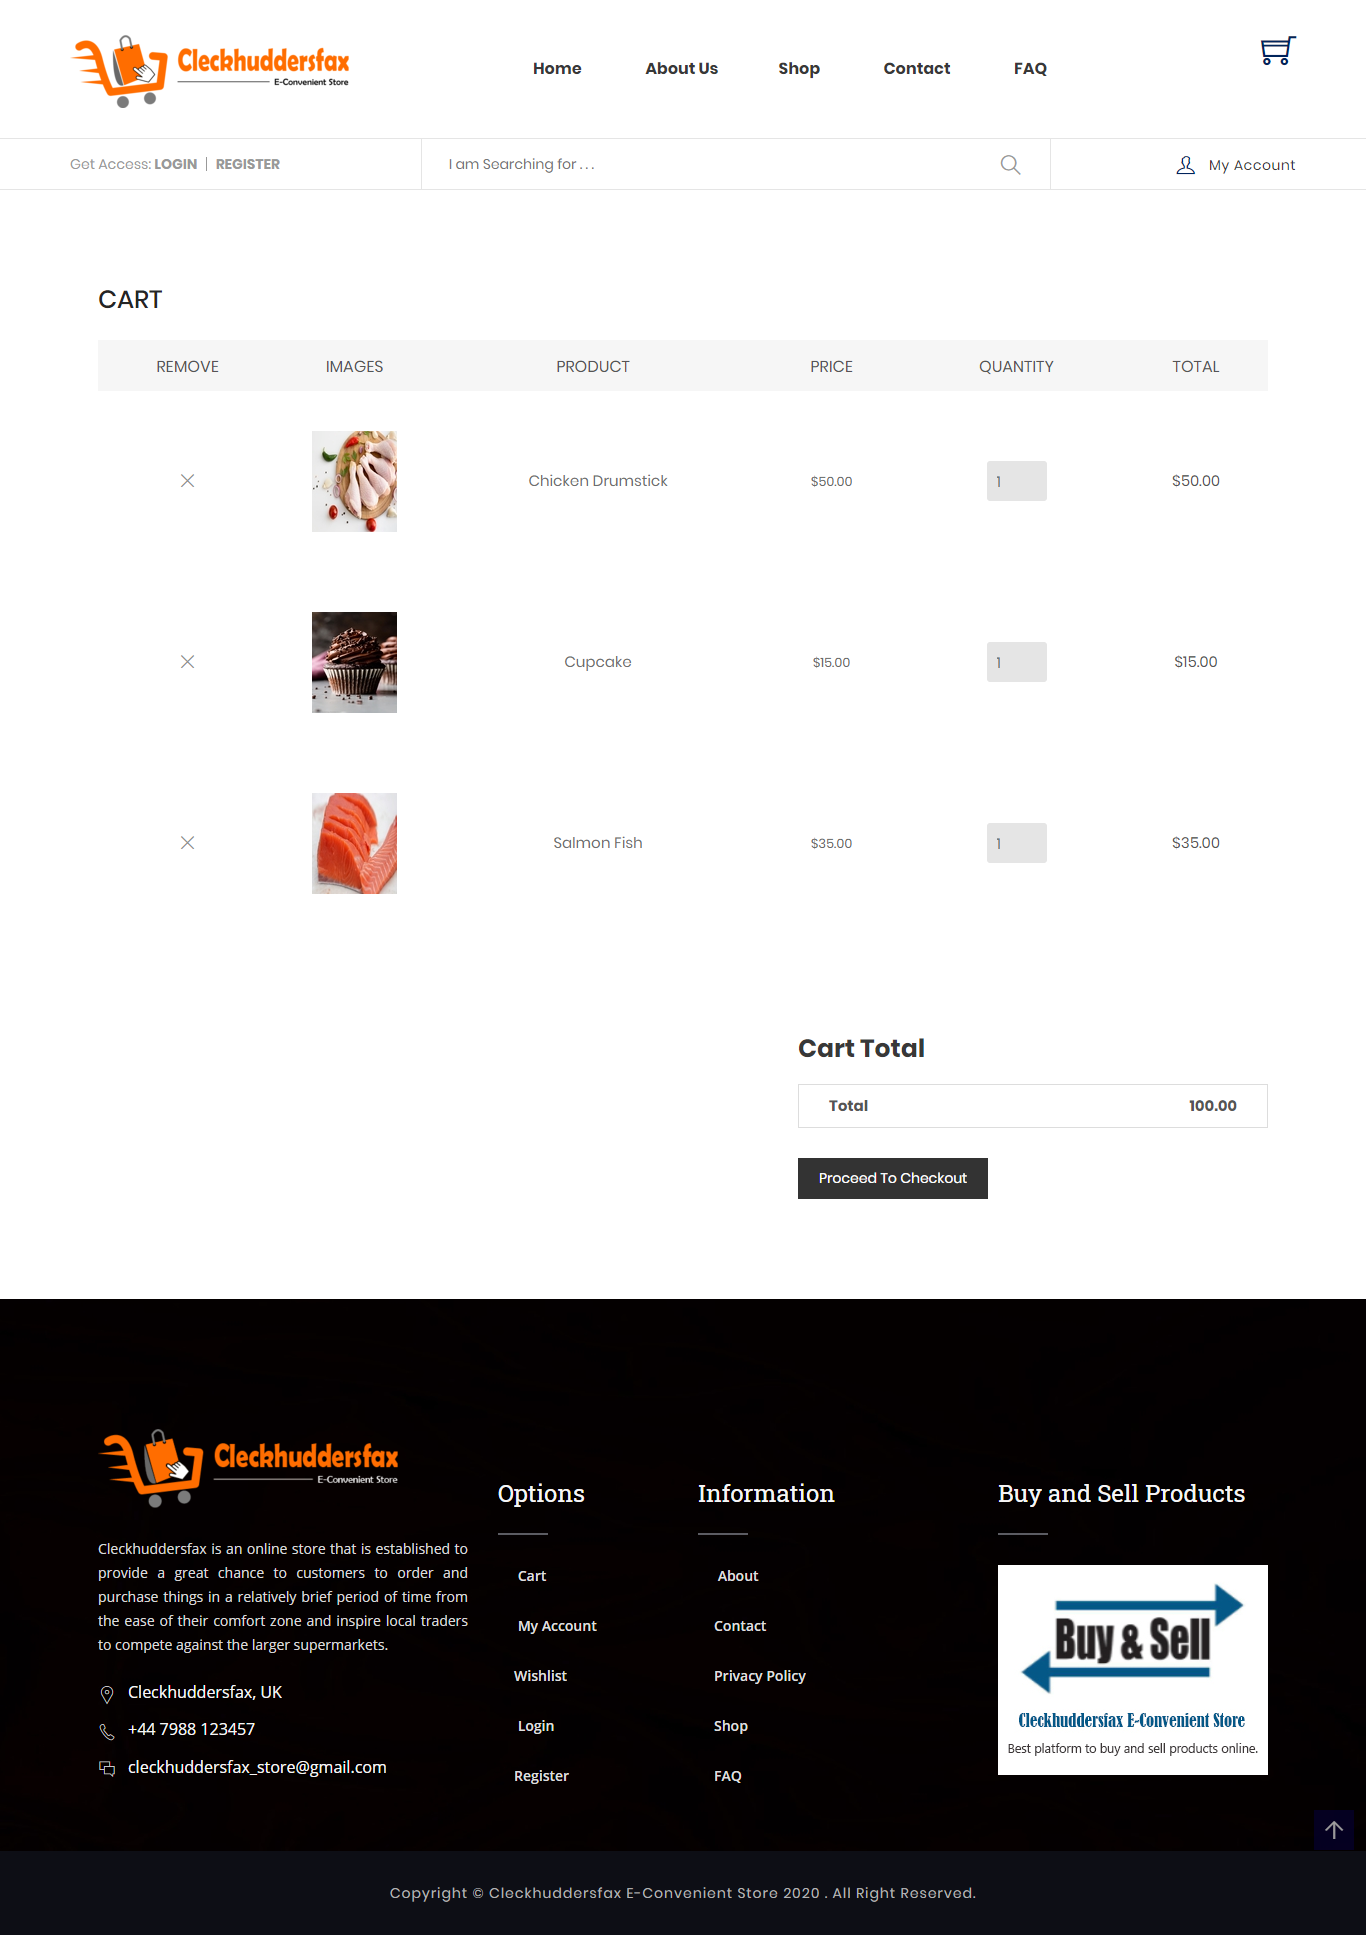 Cleckhuddersfax
E-Convenient Store
Home About Us Shop Contact FAQ
Get Access: LOGIN | REGISTER
I am Searching for . . .
My Account
CART
REMOVE IMAGES PRODUCT PRICE QUANTITY TOTAL
Chicken Drumstick $50.00 1 $50.00
Cupcake $15.00 1 $15.00
Salmon Fish $35.00 1 $35.00
Cart Total
Total 100.00
Proceed To Checkout
Cleckhuddersfax
E-Convenient Store
Cleckhuddersfax is an online store that is established to
provide a great chance to customers to order and
purchase things in a relatively brief period of time from
the ease of their comfort zone and inspire local traders
to compete against the larger supermarkets.
Cleckhuddersfax, UK
+44 7988 123457
cleckhuddersfax_store@gmail.com
Options
Cart
My Account
Wishlist
Login
Register
Information
About
Contact
Privacy Policy
Shop
FAQ
Buy and Sell Products
Buy & Sell
Cleckhuddersfax E-Convenient Store
Best platform to buy and sell products online.
Copyright © Cleckhuddersfax E-Convenient Store 2020 . All Right Reserved.